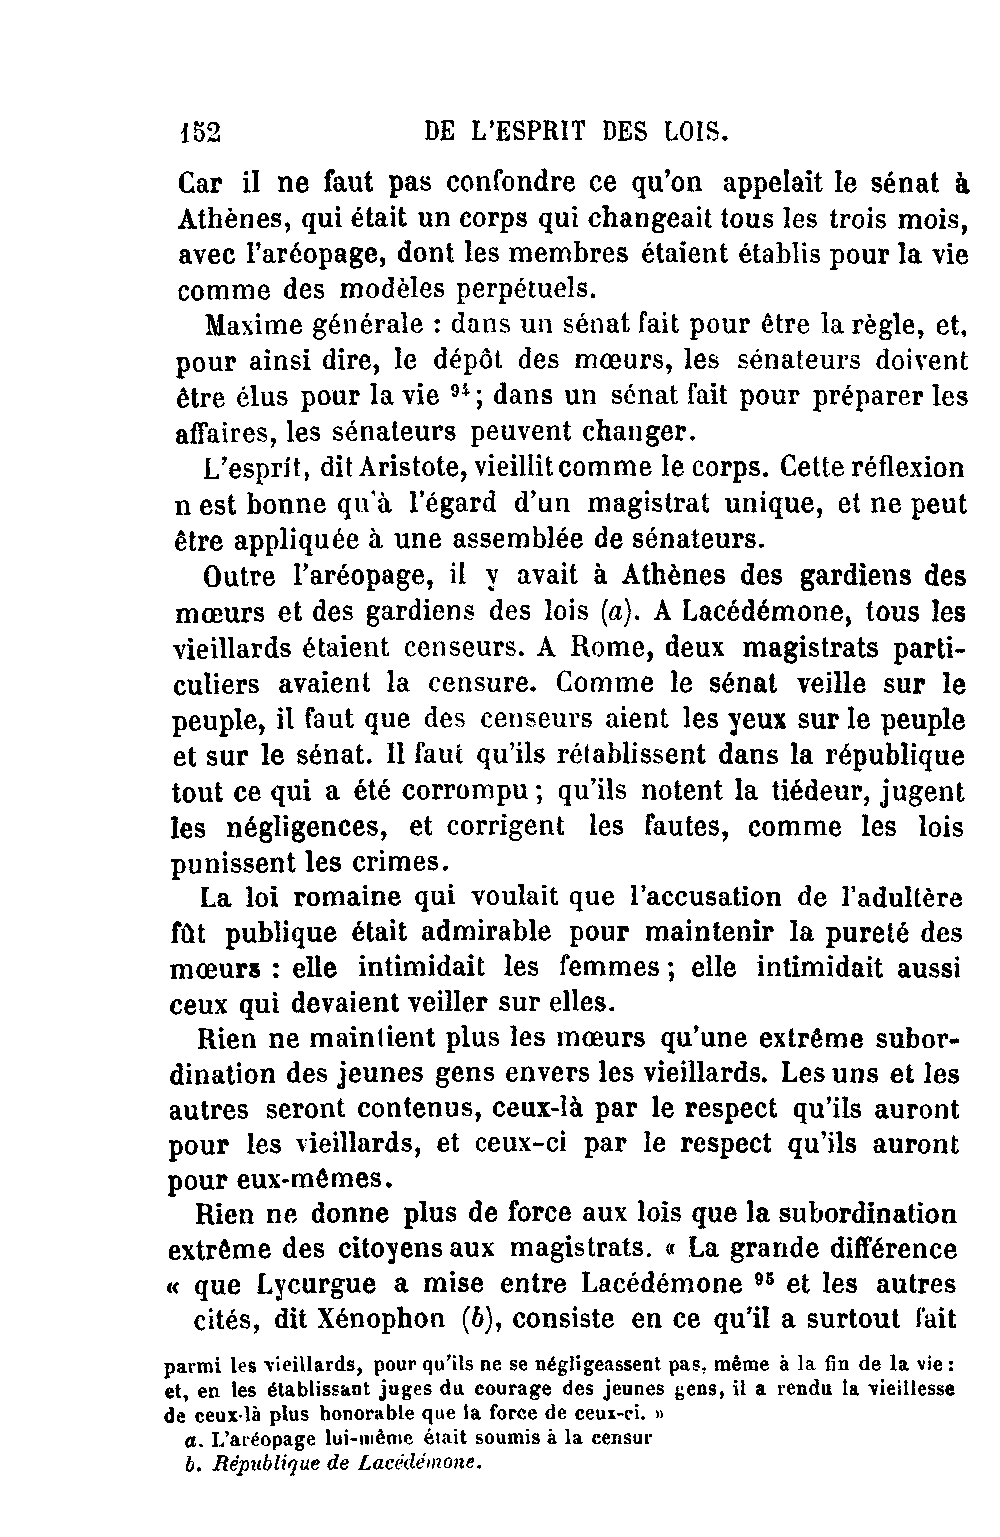 152 DE L'ESPRIT DES LOIS.
Car il ne faut pas confondre ce qu'on appelait le sénat à
Athènes, qui était un corps qui changeait tous les trois mois,
avec l'aréopage, dont les membres étaient établis pour la vie
comme des modèles perpétuels.
Maxime générale : dans un sénat fait pour être la règle, et,
pour ainsi dire, le dépôt des mœurs, les sénateurs doivent
être élus pour la vie ⁹⁴ ; dans un sénat fait pour préparer les
affaires, les sénateurs peuvent changer.
L'esprit, dit Aristote, vieillit comme le corps. Cette réflexion
n est bonne qu'à l'égard d'un magistrat unique, et ne peut
être appliquée à une assemblée de sénateurs.
Outre l'aréopage, il y avait à Athènes des gardiens des
mœurs et des gardiens des lois (a). A Lacédémone, tous les
vieillards étaient censeurs. A Rome, deux magistrats parti-
culiers avaient la censure. Comme le sénat veille sur le
peuple, il faut que des censeurs aient les yeux sur le peuple
et sur le sénat. Il faut qu'ils rétablissent dans la république
tout ce qui a été corrompu ; qu'ils notent la tiédeur, jugent
les négligences, et corrigent les fautes, comme les lois
punissent les crimes.
La loi romaine qui voulait que l'accusation de l'adultère
fût publique était admirable pour maintenir la pureté des
mœurs : elle intimidait les femmes ; elle intimidait aussi
ceux qui devaient veiller sur elles.
Rien ne maintient plus les mœurs qu'une extrême subor-
dination des jeunes gens envers les vieillards. Les uns et les
autres seront contenus, ceux-là par le respect qu'ils auront
pour les vieillards, et ceux-ci par le respect qu'ils auront
pour eux-mêmes.
Rien ne donne plus de force aux lois que la subordination
extrême des citoyens aux magistrats. « La grande différence
« que Lycurgue a mise entre Lacédémone ⁹⁵ et les autres
cités, dit Xénophon (b), consiste en ce qu'il a surtout fait
parmi les vieillards, pour qu'ils ne se négligeassent pas, même à la fin de la vie :
et, en les établissant juges du courage des jeunes gens, il a rendu la vieillesse
de ceux-là plus honorable que la force de ceux-ci. »
a. L'aréopage lui-même était soumis à la censur
b. République de Lacédémone.